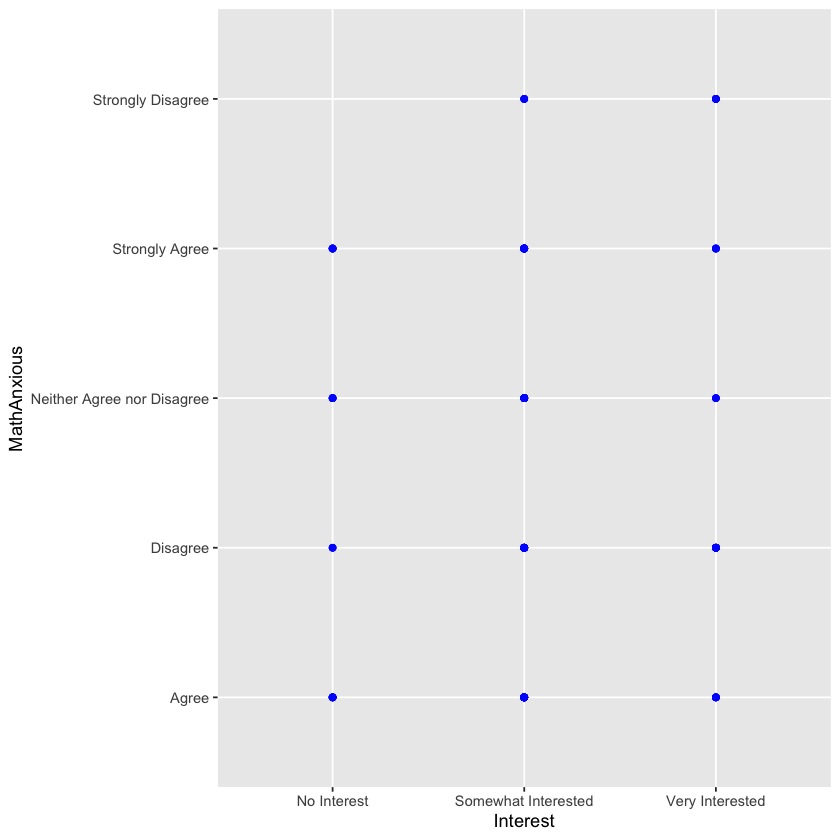 Strongly Disagree
Strongly Agree
Neither Agree nor Disagree
Disagree
Agree
MathAnxious
No Interest
Somewhat Interested
Very Interested
Interest